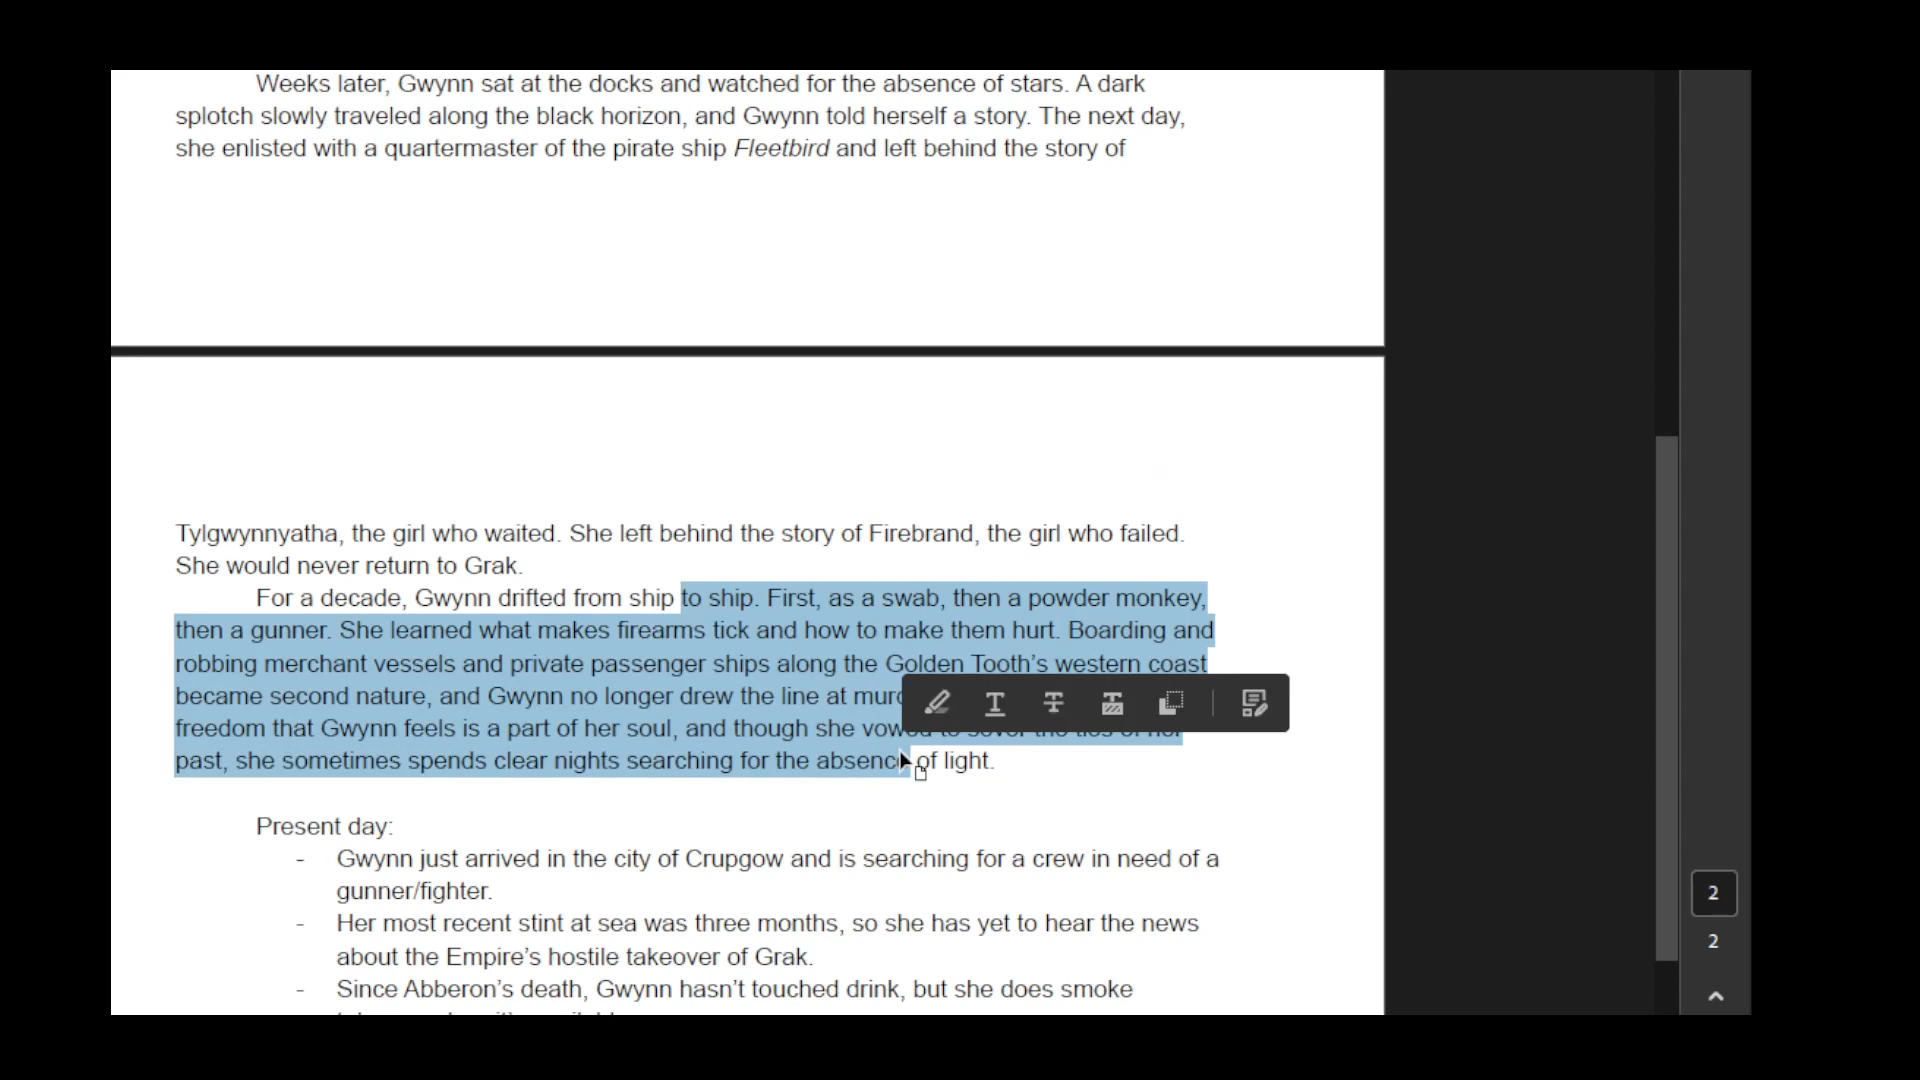 Weeks later, Gwynn sat at the docks and watched for the absence of stars. A dark
splotch slowly traveled along the black horizon, and Gwynn told herself a story. The next day,
she enlisted with a quartermaster of the pirate ship Fleetbird and left behind the story of
Tylgwynnyatha, the girl who waited. She left behind the story of Firebrand, the girl who failed.
She would never return to Grak.
For a decade, Gwynn drifted from ship to ship. First, as a swab, then a powder monkey,
then a gunner. She learned what makes firearms tick and how to make them hurt. Boarding and
robbing merchant vessels and private passenger ships along the Golden Tooth's western coast
became second nature, and Gwynn no longer drew the line at
freedom that Gwynn feels is a part of her soul, and though she vowed to sever the ties of her
past, she sometimes spends clear nights searching for the absence of light.
Present day:
- Gwynn just arrived in the city of Crupgow and is searching for a crew in need of a
gunner/fighter.
- Her most recent stint at sea was three months, so she has yet to hear the news
about the Empire's hostile takeover of Grak.
- Since Abberon's death, Gwynn hasn't touched drink, but she does smoke
2
2